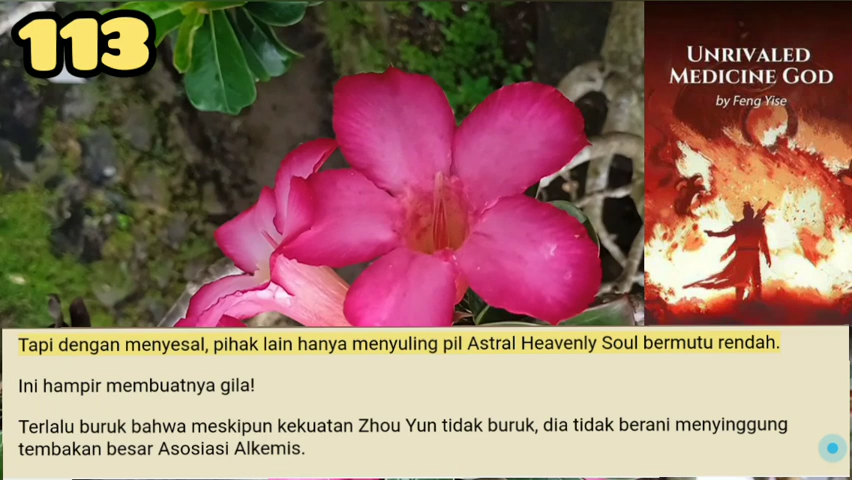 113
UNRIVALED
MEDICINE GOD
by Feng Yise
Tapi dengan menyesal, pihak lain hanya menyuling pil Astral Heavenly Soul bermutu rendah.
Ini hampir membuatnya gila!
Terlalu buruk bahwa meskipun kekuatan Zhou Yun tidak buruk, dia tidak berani menyinggung
tembakan besar Asosiasi Alkemis.